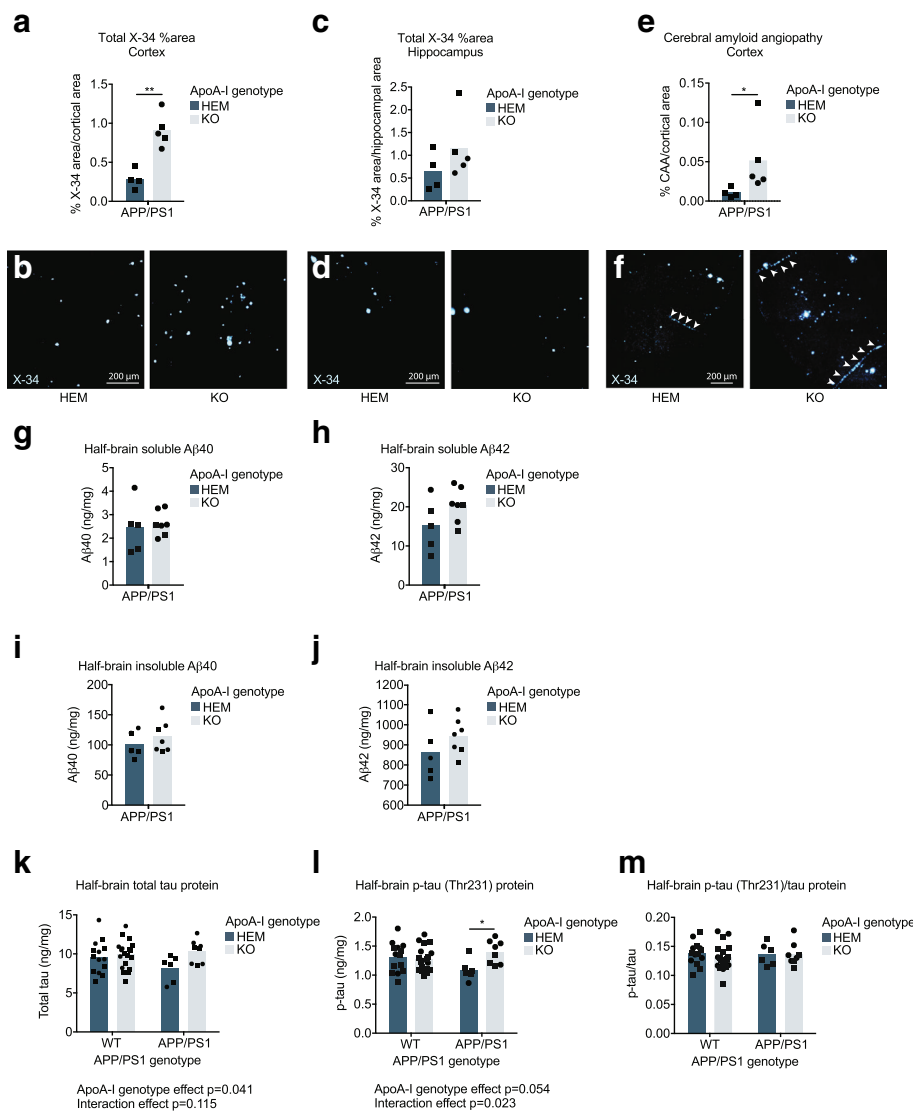 a
Total X-34 %area
Cortex
% X-34 area/cortical area
1.5
1.0
0.5
0.0
**
APP/PS1
ApoA-I genotype
HEM
KO
c
Total X-34 %area
Hippocampus
% X-34 area/hippocampal area
2.5
2.0
1.5
1.0
0.5
0.0
APP/PS1
ApoA-I genotype
HEM
KO
e
Cerebral amyloid angiopathy
Cortex
% CAA/cortical area
0.15
0.10
0.05
0.00
*
APP/PS1
ApoA-I genotype
HEM
KO
b
X-34
200 μm
HEM
KO
d
X-34
200 μm
HEM
KO
f
X-34
200 μm
HEM
KO
g
Half-brain soluble Aβ40
Aβ40 (ng/mg)
5
4
3
2
1
0
APP/PS1
ApoA-I genotype
HEM
KO
h
Half-brain soluble Aβ42
Aβ42 (ng/mg)
30
20
10
0
APP/PS1
ApoA-I genotype
HEM
KO
i
Half-brain insoluble Aβ40
Aβ40 (ng/mg)
200
150
100
50
0
APP/PS1
ApoA-I genotype
HEM
KO
j
Half-brain insoluble Aβ42
Aβ42 (ng/mg)
1200
1100
1000
900
800
700
600
APP/PS1
ApoA-I genotype
HEM
KO
k
Half-brain total tau protein
Total tau (ng/mg)
15
10
5
0
WT
APP/PS1
APP/PS1 genotype
ApoA-I genotype
HEM
KO
ApoA-I genotype effect p=0.041
Interaction effect p=0.115
l
Half-brain p-tau (Thr231) protein
p-tau (ng/mg)
2.0
1.5
1.0
0.5
0.0
*
WT
APP/PS1
APP/PS1 genotype
ApoA-I genotype
HEM
KO
ApoA-I genotype effect p=0.054
Interaction effect p=0.023
m
Half-brain p-tau (Thr231)/tau protein
p-tau/tau
0.20
0.15
0.10
0.05
0.00
WT
APP/PS1
APP/PS1 genotype
ApoA-I genotype
HEM
KO